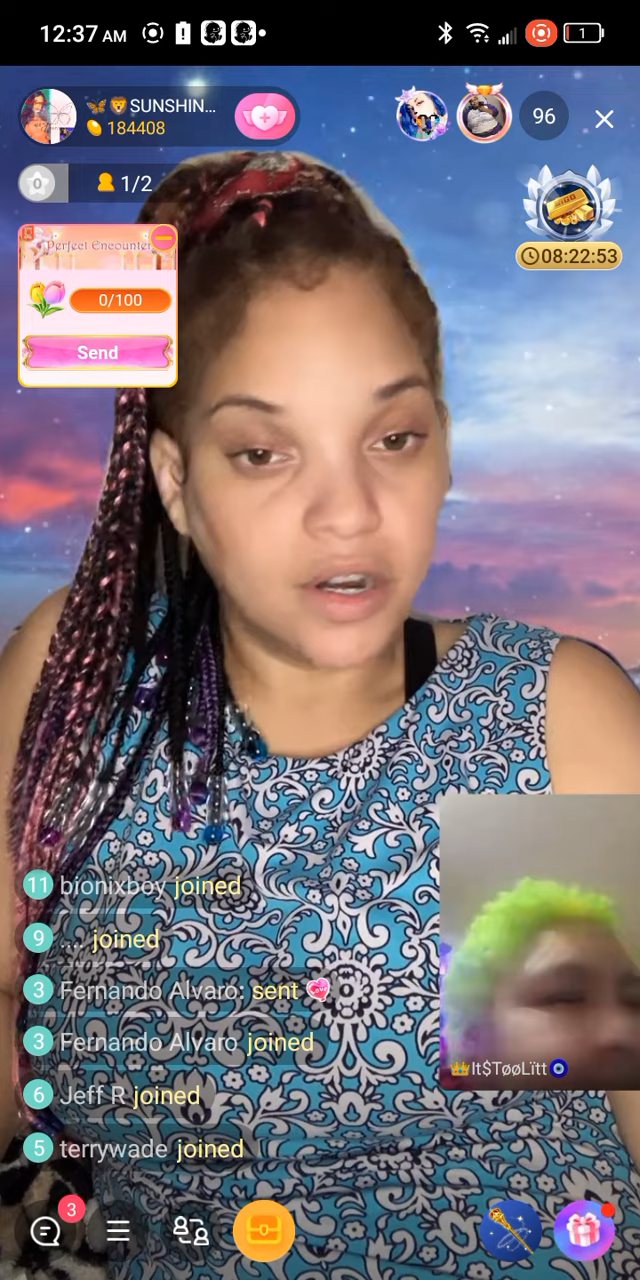 12:37 AM
1
🦋🦁SUNSHIN...
184408
96
0
1/2
08:22:53
Perfect Encounter
0/100
Send
11 bionixboy joined
9 .... joined
3 Fernando Alvaro: sent
3 Fernando Alvaro joined
6 Jeff R joined
5 terrywade joined
👑It$TøøLïtt🧿
3